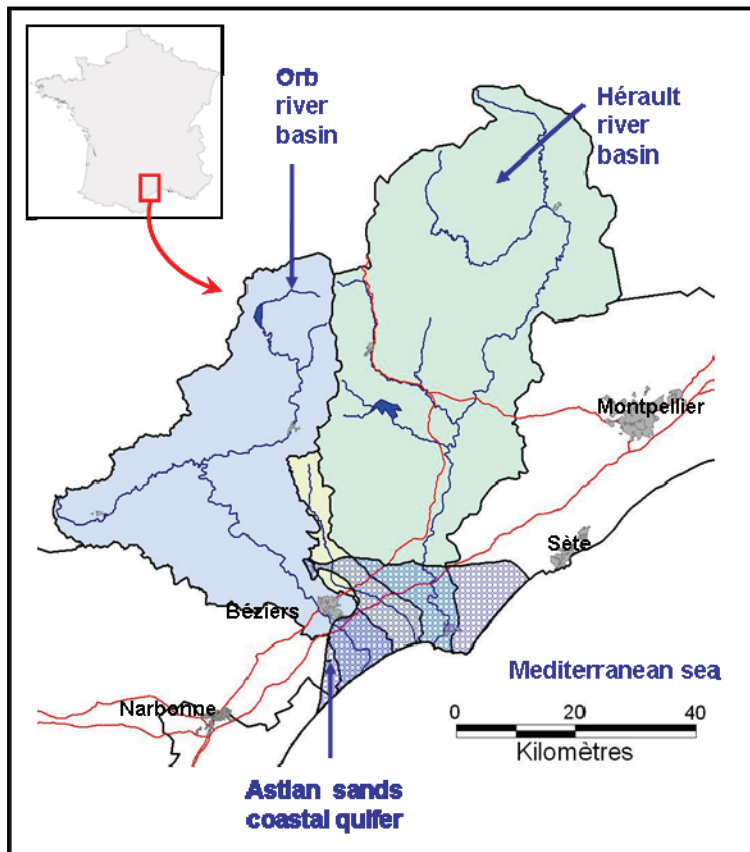 Orb
river
basin
Hérault
river
basin
Montpellier
Sète
Béziers
Mediterranean sea
Narbonne
0 20 40
Kilomètres
Astian sands
coastal quifer